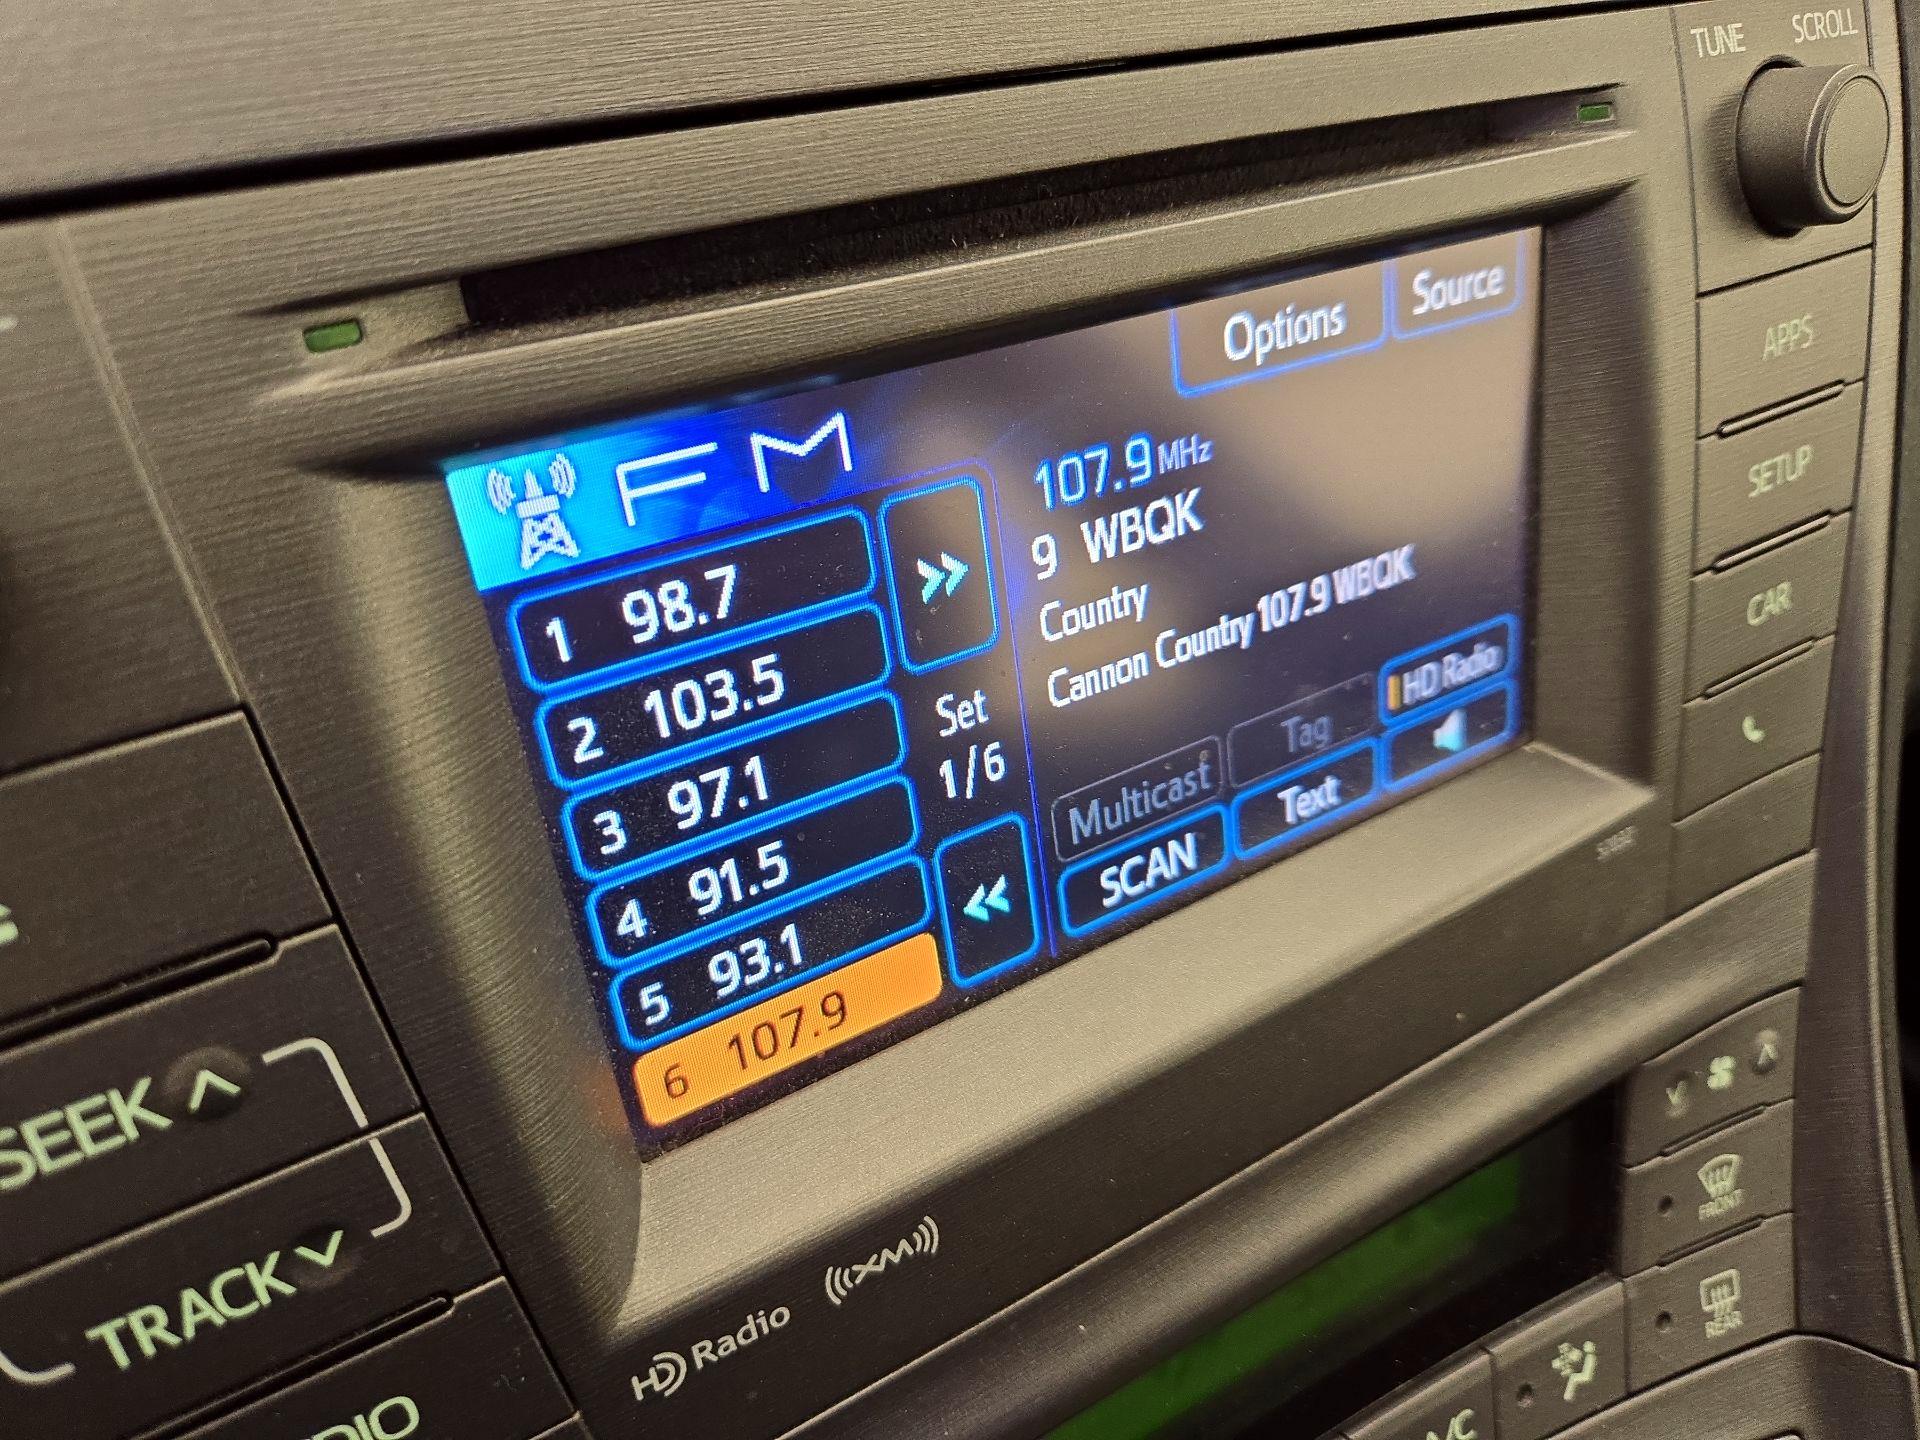 TUNE SCROLL
Options
Source
FM
107.9 MHz
9 WBQK
Country
Cannon Country 107.9 WBQK
1 98.7
2 103.5
3 97.1
4 91.5
5 93.1
6 107.9
Set
1/6
Multicast
Tag
HD Radio
SCAN
Text
APPS
SETUP
CAR
SEEK
TRACK
HD Radio
XM
FRONT
REAR
A/C